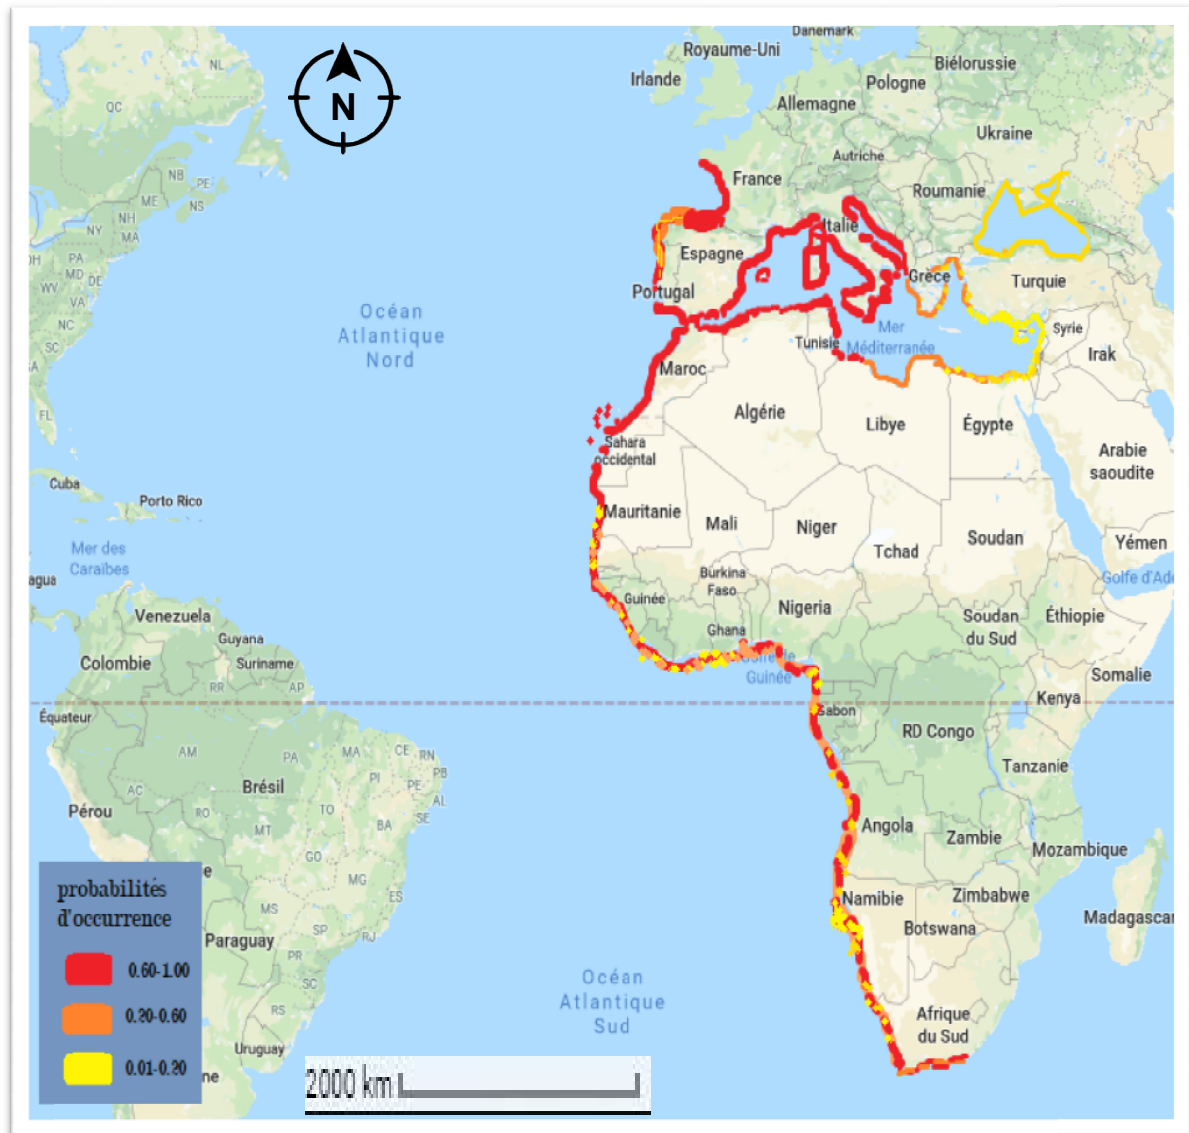 Danemark
Royaume-Uni
Biélorussie
Irlande
Pologne
NL
Allemagne
QC
Ukraine
N
Autriche
NB
PE
France
Roumanie
ME
NS
NH
Italie
NY
MA
Espagne
Grèce
OH
PA
MD
DE
Turquie
WV
Portugal
VA
Océan
Atlantique
Nord
NC
Mer
Méditerranée
Syrie
SC
Tunisie
Irak
GA
Maroc
FL
Algérie
Libye
Égypte
Sahara
occidental
Arabie
saoudite
Cuba
Porto Rico
Mauritanie
Mali
Niger
Soudan
Yémen
Mer des
Caraïbes
Tchad
agua
Burkina
Faso
Golfe d'Ade
Guinée
Nigeria
Venezuela
Soudan
du Sud
Éthiopie
Guyana
Ghana
Colombie
Suriname
Golfe de
Guinée
Somalie
RR
AP
Kenya
Équateur
Gabon
RD Congo
AM
PA
MA
CE
RN
Tanzanie
PB
AC
Brésil
PI
PE
AL
Pérou
RO
TO
SE
MT
BA
Angola
Zambie
Mozambique
GO
probabilités
d'occurrence
MG
ES
Namibie
Zimbabwe
MS
SP
RJ
Botswana
Madagascar
Paraguay
PR
0.60-1.00
SC
Océan
Atlantique
Sud
RS
0.20-0.60
Afrique
du Sud
Uruguay
0.01-0.20
ne
2000 km